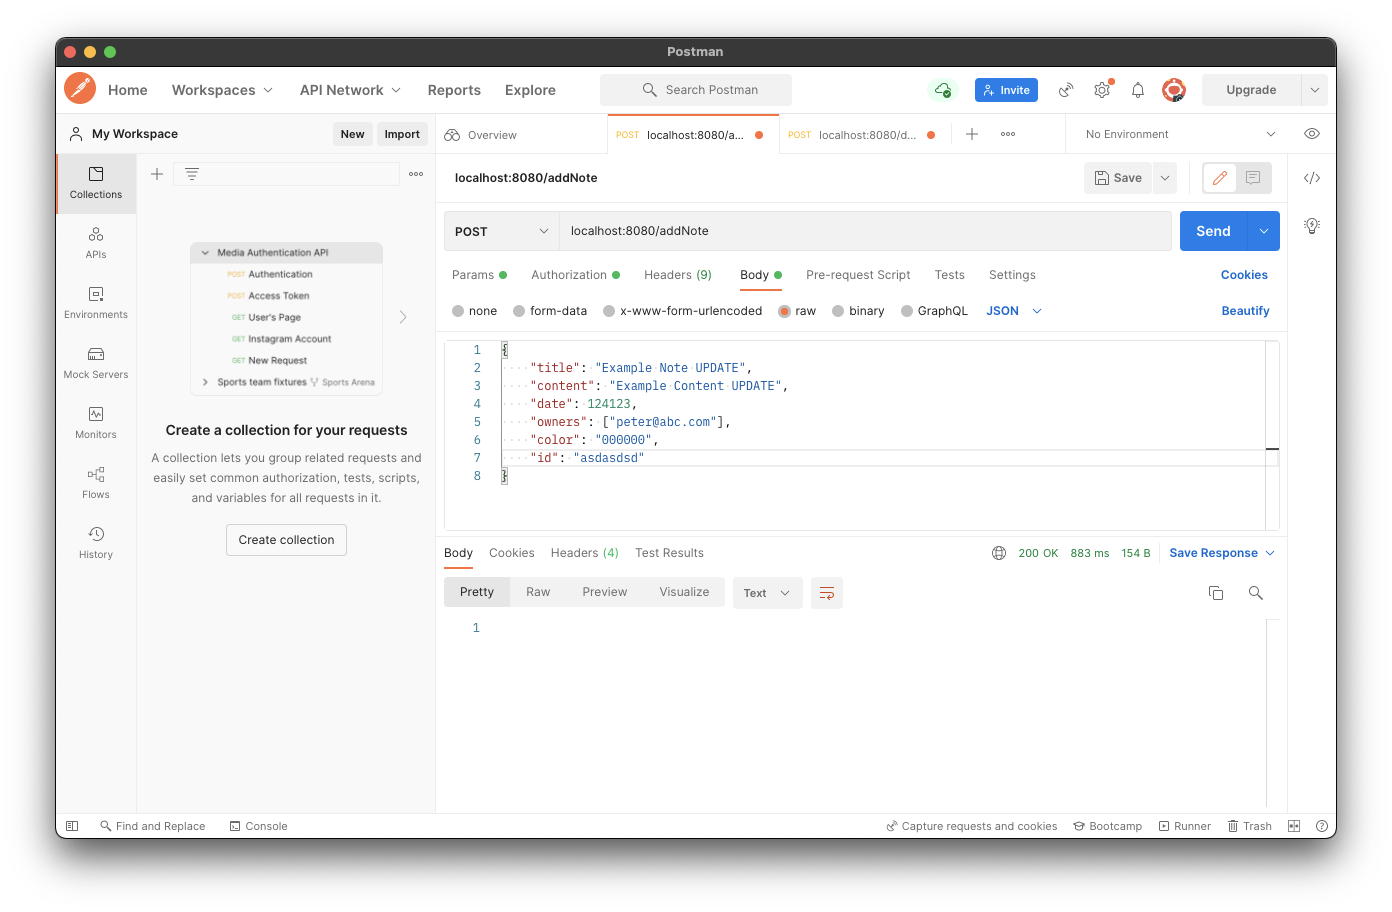 Postman
Home Workspaces API Network Reports Explore Search Postman Invite Upgrade
My Workspace New Import Overview POST localhost:8080/a... POST localhost:8080/d... No Environment
Collections
APIs
Environments
Mock Servers
Monitors
Flows
History
Media Authentication API
POST Authentication
POST Access Token
GET User's Page
GET Instagram Account
GET New Request
Sports team fixtures Sports Arena
Create a collection for your requests
A collection lets you group related requests and
easily set common authorization, tests, scripts,
and variables for all requests in it.
Create collection
localhost:8080/addNote Save
POST localhost:8080/addNote Send
Params Authorization Headers (9) Body Pre-request Script Tests Settings Cookies
none form-data x-www-form-urlencoded raw binary GraphQL JSON Beautify
1 {
2 "title": "Example Note UPDATE",
3 "content": "Example Content UPDATE",
4 "date": 124123,
5 "owners": ["peter@abc.com"],
6 "color": "000000",
7 "id": "asdasdsd"
8 }
Body Cookies Headers (4) Test Results 200 OK 883 ms 154 B Save Response
Pretty Raw Preview Visualize Text
1
Find and Replace Console Capture requests and cookies Bootcamp Runner Trash